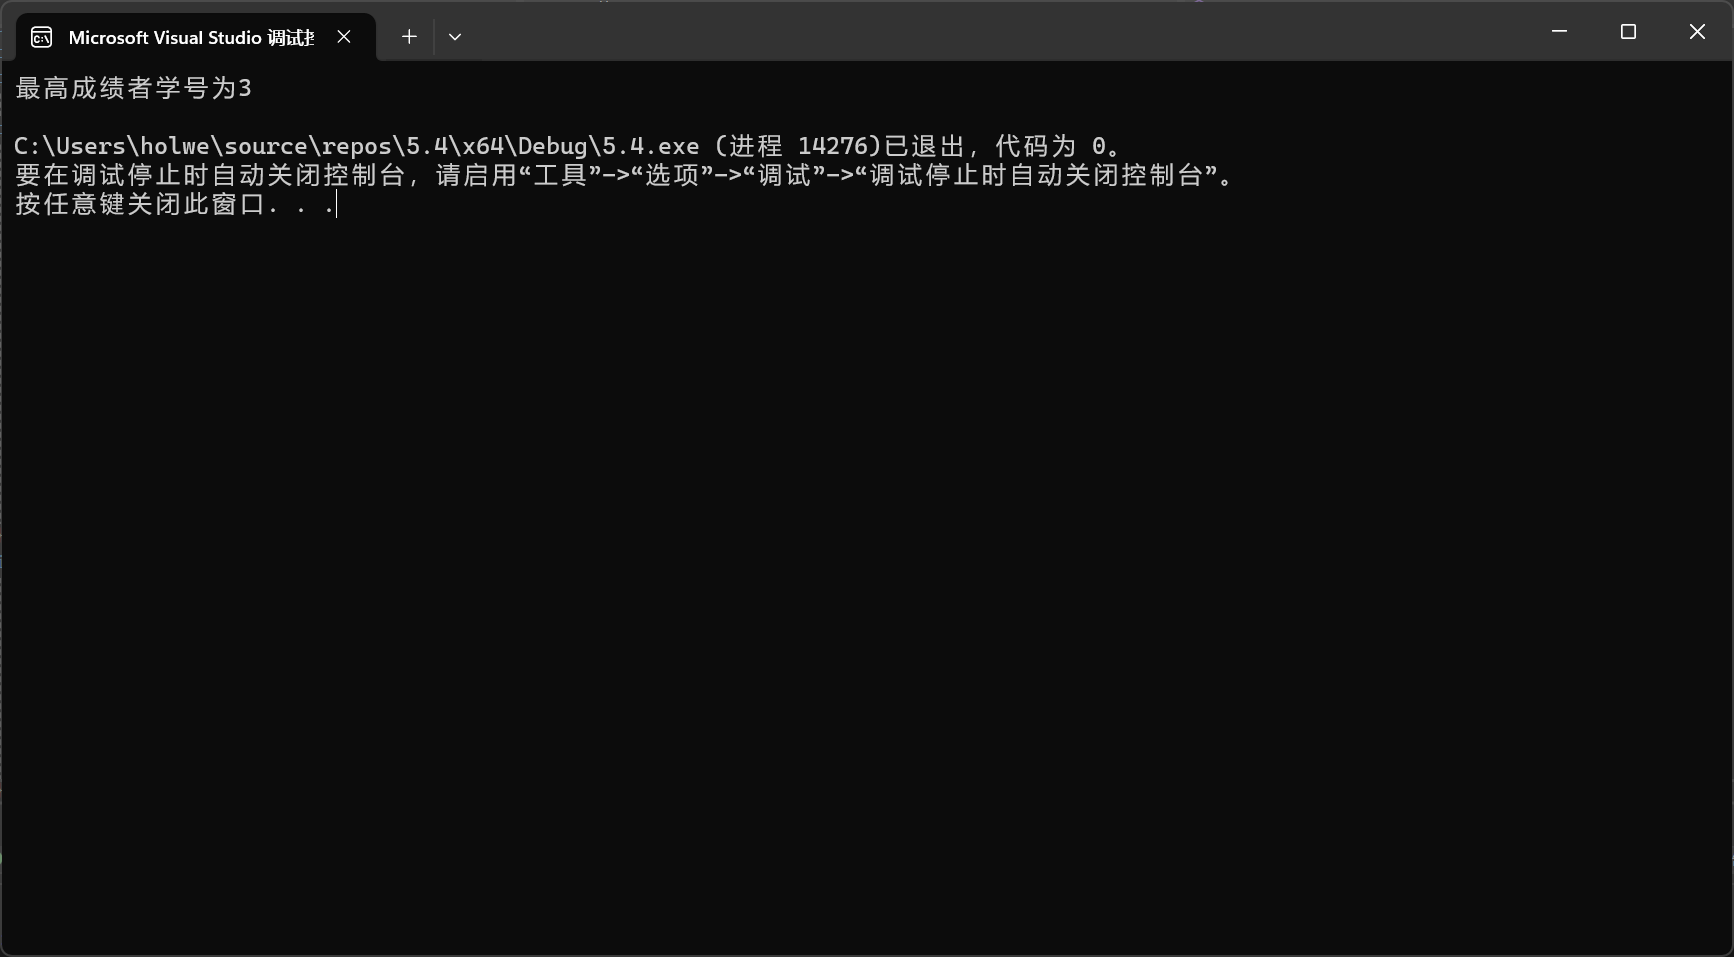 Microsoft Visual Studio 调试
最高成绩者学号为3
C:\Users\holwe\source\repos\5.4\x64\Debug\5.4.exe (进程 14276)已退出，代码为 0。
要在调试停止时自动关闭控制台，请启用“工具”->“选项”->“调试”->“调试停止时自动关闭控制台”。
按任意键关闭此窗口. . .